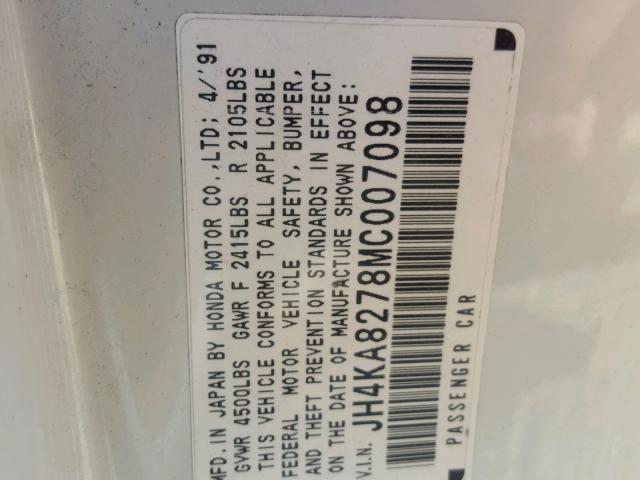 MFD.IN JAPAN BY HONDA MOTOR CO.,LTD; 4/'91
GVWR 4500LBS GAWR F 2415LBS R 2105LBS
THIS VEHICLE CONFORMS TO ALL APPLICABLE
FEDERAL MOTOR VEHICLE SAFETY, BUMPER,
AND THEFT PREVENTION STANDARDS IN EFFECT
ON THE DATE OF MANUFACTURE SHOWN ABOVE:
V.I.N. JH4KA8278MC007098
PASSENGER CAR